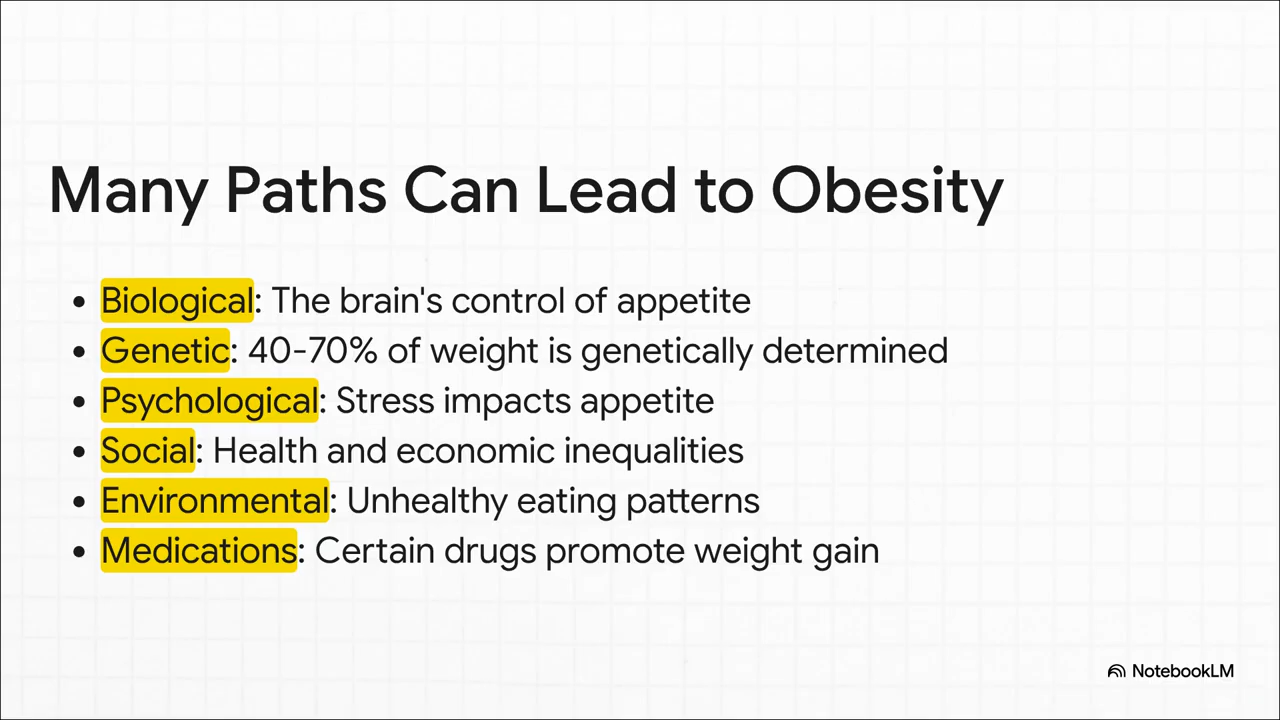 Many Paths Can Lead to Obesity
• Biological: The brain's control of appetite
• Genetic: 40-70% of weight is genetically determined
• Psychological: Stress impacts appetite
• Social: Health and economic inequalities
• Environmental: Unhealthy eating patterns
• Medications: Certain drugs promote weight gain
NotebookLM